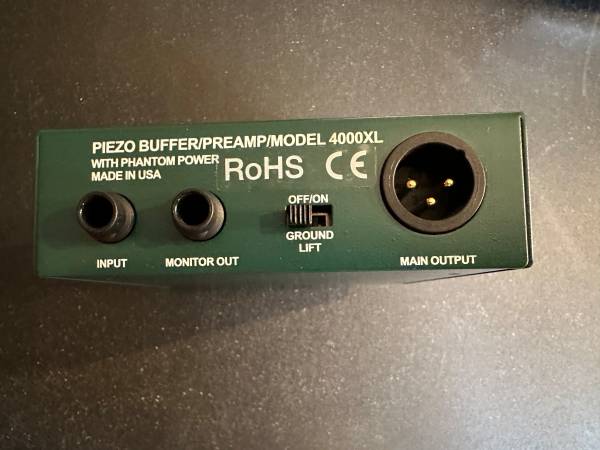 PIEZO BUFFER/PREAMP/MODEL 4000XL
WITH PHANTOM POWER
MADE IN USA
RoHS CE
OFF/ON
GROUND
LIFT
INPUT
MONITOR OUT
MAIN OUTPUT